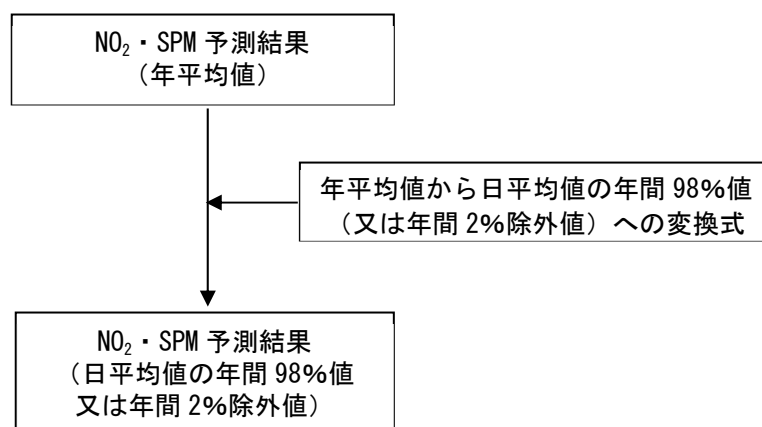 NO₂・SPM 予測結果
（年平均値）
年平均値から日平均値の年間 98%値
（又は年間 2%除外値）への変換式
NO₂・SPM 予測結果
（日平均値の年間 98%値
又は年間 2%除外値）